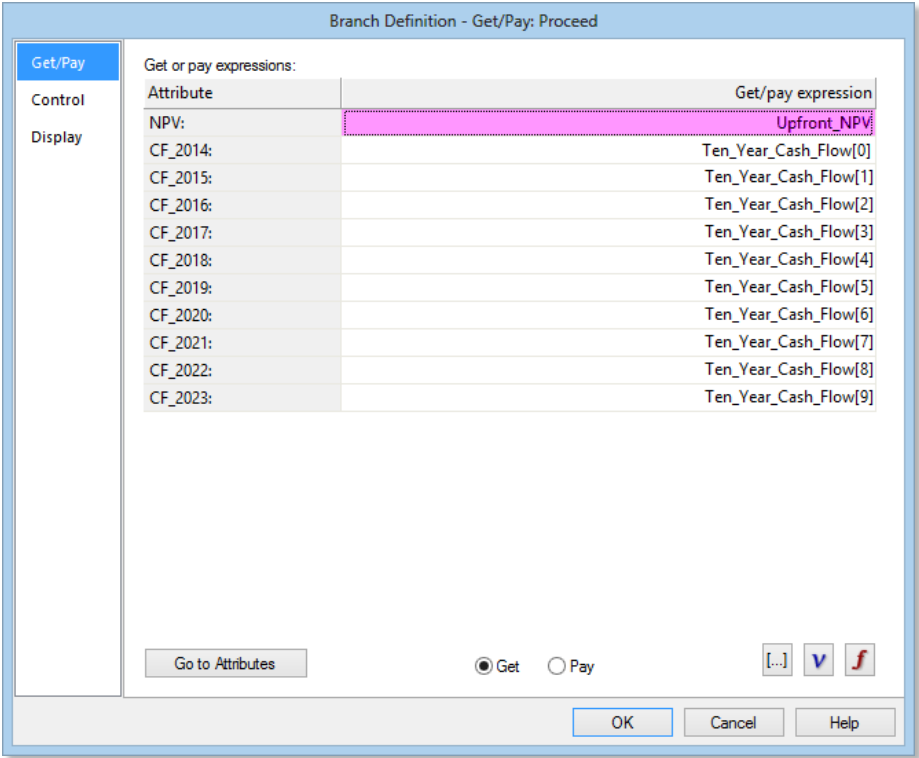 Branch Definition - Get/Pay: Proceed
Get/Pay
Control
Display
Get or pay expressions:
Attribute Get/pay expression
NPV: Upfront_NPV
CF_2014: Ten_Year_Cash_Flow[0]
CF_2015: Ten_Year_Cash_Flow[1]
CF_2016: Ten_Year_Cash_Flow[2]
CF_2017: Ten_Year_Cash_Flow[3]
CF_2018: Ten_Year_Cash_Flow[4]
CF_2019: Ten_Year_Cash_Flow[5]
CF_2020: Ten_Year_Cash_Flow[6]
CF_2021: Ten_Year_Cash_Flow[7]
CF_2022: Ten_Year_Cash_Flow[8]
CF_2023: Ten_Year_Cash_Flow[9]
Go to Attributes Get Pay [...] v f
OK Cancel Help